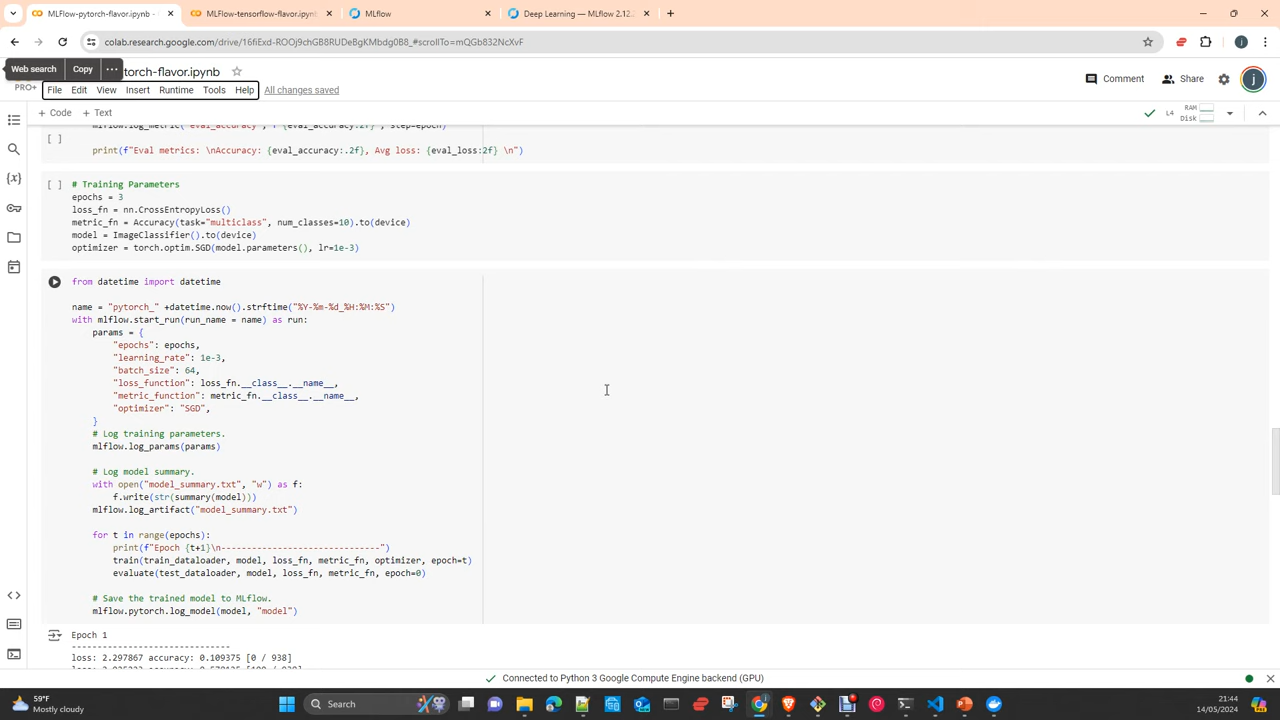 MLFlow-pytorch-flavor.ipynb -
MLFlow-tensorflow-flavor.ipynb
MLflow
Deep Learning — MLflow 2.12.
colab.research.google.com/drive/16fiExd-ROOj9chGB8RUDeBgKMbdg0B8_#scrollTo=mQGb832NcXvF
j
Web search
Copy
torch-flavor.ipynb
PRO+
File Edit View Insert Runtime Tools Help All changes saved
Comment
Share
j
+ Code + Text
L4
RAM
Disk
mlflow.log_metric("eval_accuracy", f"{eval_accuracy:2f}", step=epoch)
[ ]
print(f"Eval metrics: \nAccuracy: {eval_accuracy:.2f}, Avg loss: {eval_loss:2f} \n")
[ ]
# Training Parameters
epochs = 3
loss_fn = nn.CrossEntropyLoss()
metric_fn = Accuracy(task="multiclass", num_classes=10).to(device)
model = ImageClassifier().to(device)
optimizer = torch.optim.SGD(model.parameters(), lr=1e-3)
from datetime import datetime
name = "pytorch_" +datetime.now().strftime("%Y-%m-%d_%H:%M:%S")
with mlflow.start_run(run_name = name) as run:
params = {
"epochs": epochs,
"learning_rate": 1e-3,
"batch_size": 64,
"loss_function": loss_fn.__class__.__name__,
"metric_function": metric_fn.__class__.__name__,
"optimizer": "SGD",
}
# Log training parameters.
mlflow.log_params(params)
# Log model summary.
with open("model_summary.txt", "w") as f:
f.write(str(summary(model)))
mlflow.log_artifact("model_summary.txt")
for t in range(epochs):
print(f"Epoch {t+1}\n-------------------------------")
train(train_dataloader, model, loss_fn, metric_fn, optimizer, epoch=t)
evaluate(test_dataloader, model, loss_fn, metric_fn, epoch=0)
# Save the trained model to MLflow.
mlflow.pytorch.log_model(model, "model")
Epoch 1
-------------------------------
loss: 2.297867 accuracy: 0.109375 [0 / 938]
Connected to Python 3 Google Compute Engine backend (GPU)
59°F
Mostly cloudy
Search
21:44
14/05/2024